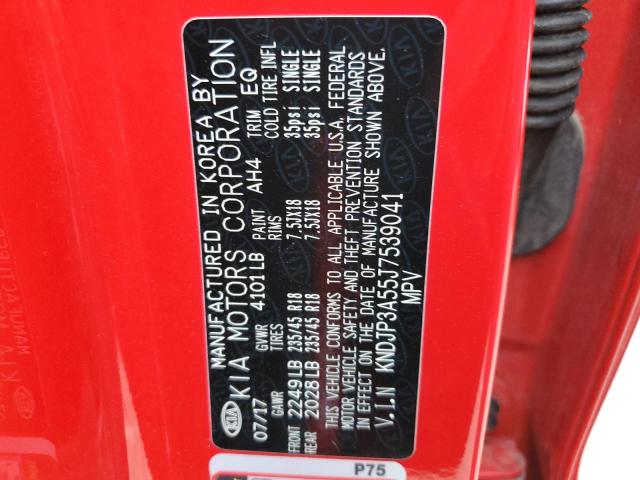 MANUFACTURED IN KOREA BY
KIA KIA MOTORS CORPORATION
07/17 GVWR 4101LB PAINT AH4 TRIM EQ
GAWR TIRES RIMS COLD TIRE INFL
FRONT 2249LB 235/45 R18 7.5JX18 35psi SINGLE
REAR 2028LB 235/45 R18 7.5JX18 35psi SINGLE
THIS VEHICLE CONFORMS TO ALL APPLICABLE U.S.A. FEDERAL
MOTOR VEHICLE SAFETY AND THEFT PREVENTION STANDARDS
IN EFFECT ON THE DATE OF MANUFACTURE SHOWN ABOVE.
V.I.N KNDJP3A55J7539041
MPV
P75